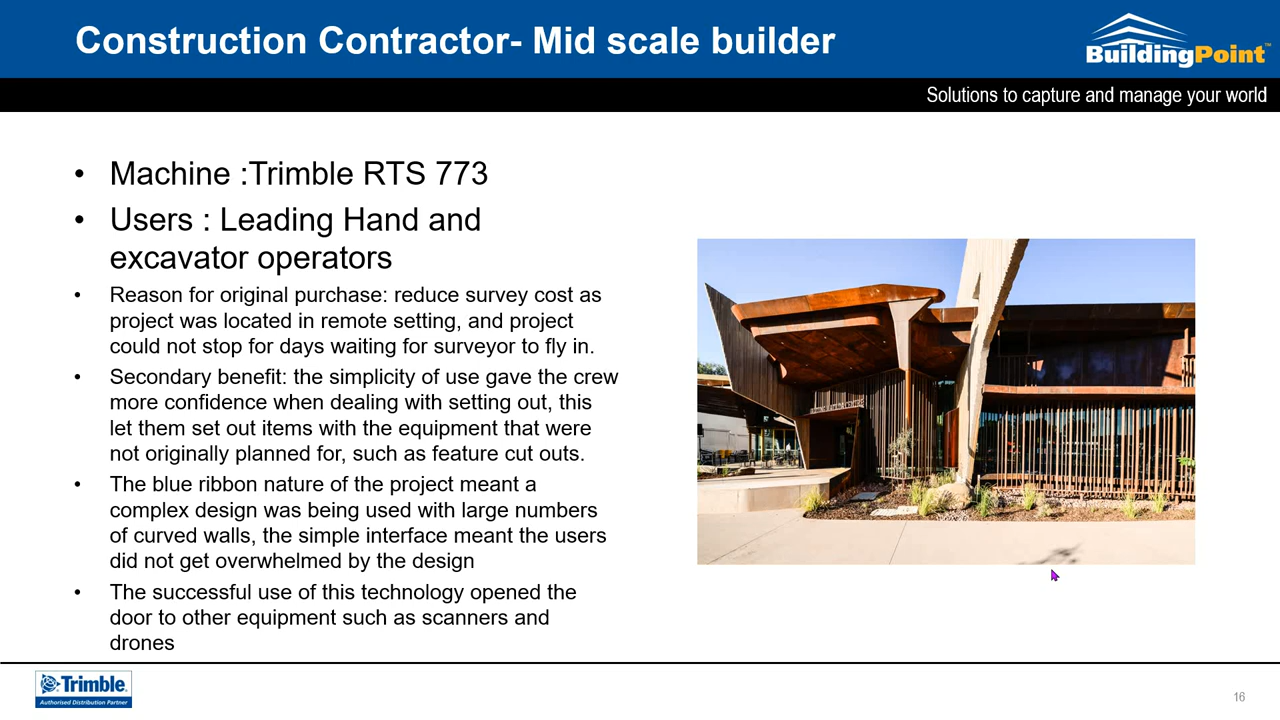 Construction Contractor- Mid scale builder
BuildingPoint™
Solutions to capture and manage your world
• Machine :Trimble RTS 773
• Users : Leading Hand and
excavator operators
• Reason for original purchase: reduce survey cost as
project was located in remote setting, and project
could not stop for days waiting for surveyor to fly in.
• Secondary benefit: the simplicity of use gave the crew
more confidence when dealing with setting out, this
let them set out items with the equipment that were
not originally planned for, such as feature cut outs.
• The blue ribbon nature of the project meant a
complex design was being used with large numbers
of curved walls, the simple interface meant the users
did not get overwhelmed by the design
• The successful use of this technology opened the
door to other equipment such as scanners and
drones
Trimble.
Authorised Distribution Partner
16